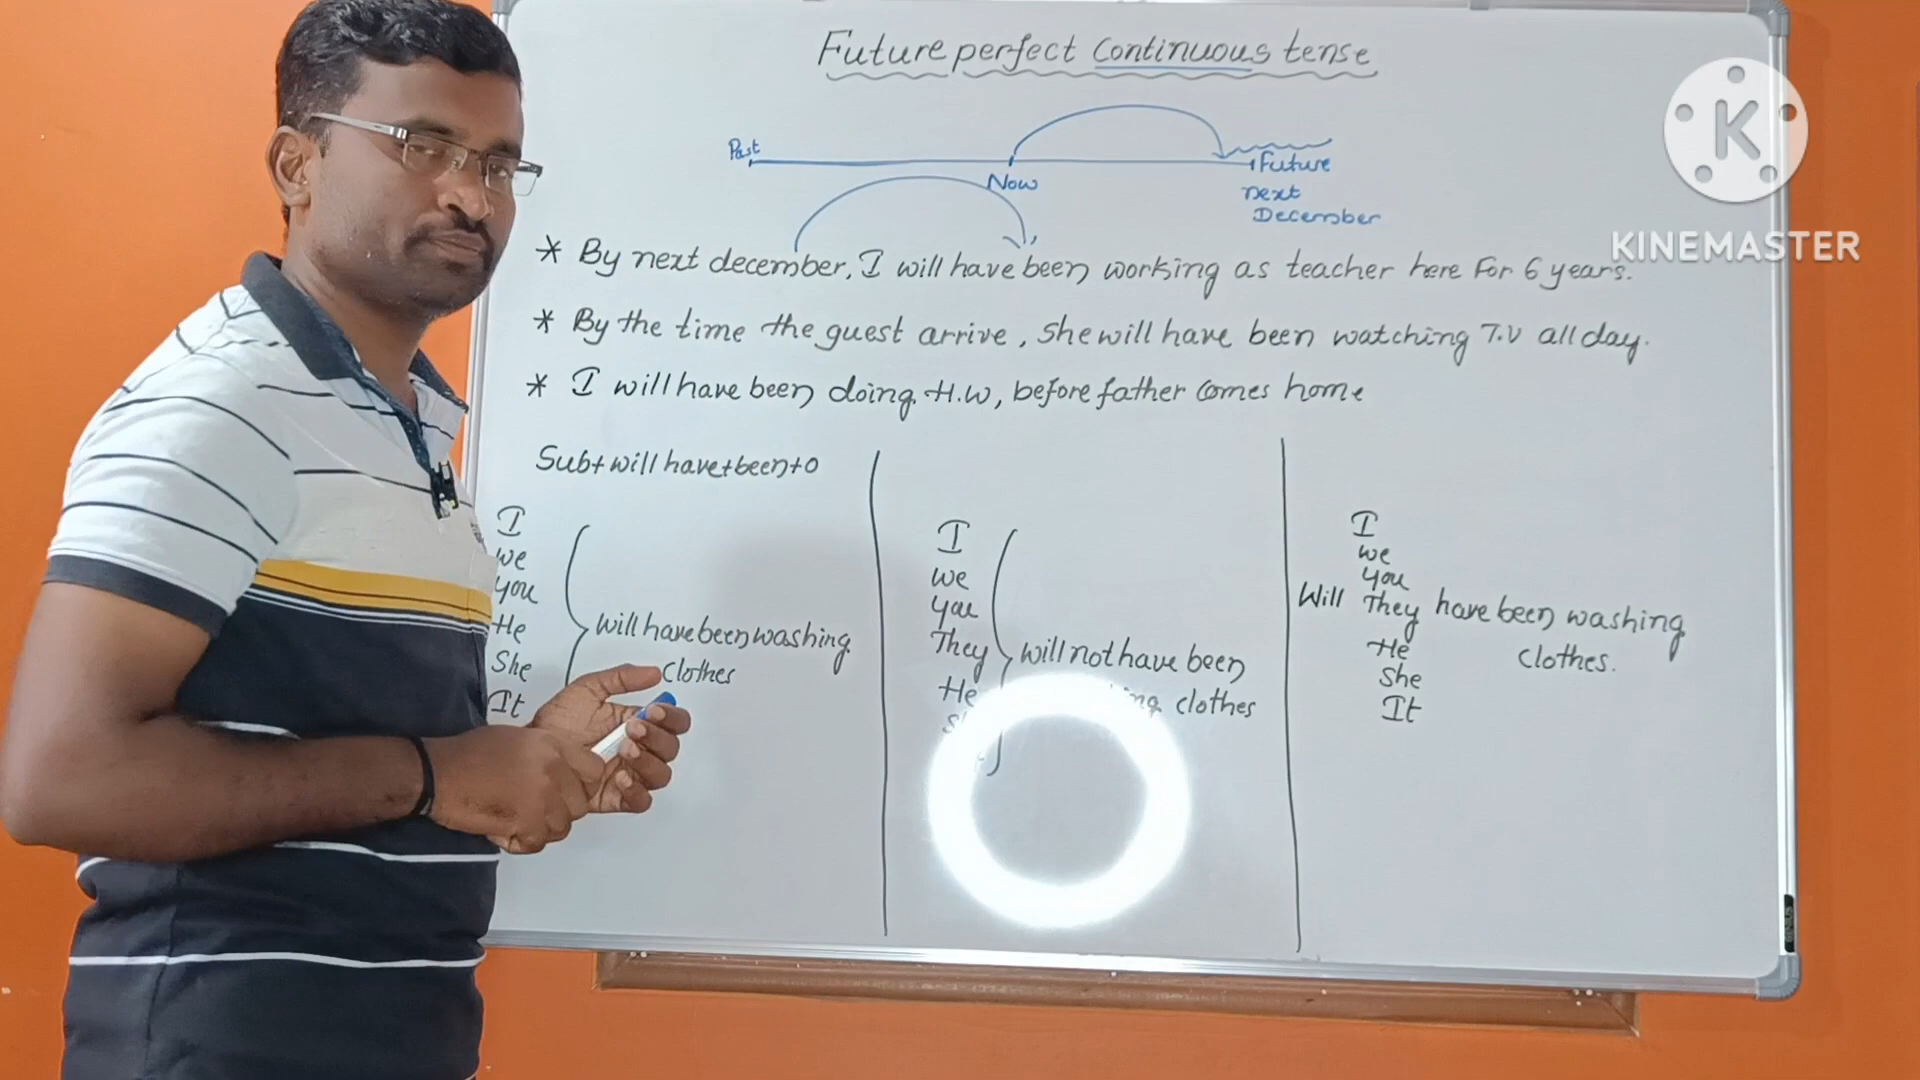 Future perfect continuous tense
Past
Now
Future
next
December
K
KINEMASTER
* By next december, I will have been working as teacher here For 6 years.
* By the time the guest arrive, she will have been watching T.V all day.
* I will have been doing H.W, before father comes home
Sub+will have+been+o
I
we
you
He
She
It
will have been washing
clothes
I
we
you
They
He
will not have been
clothes
I
we
you
Will They have been washing
He clothes.
She
It